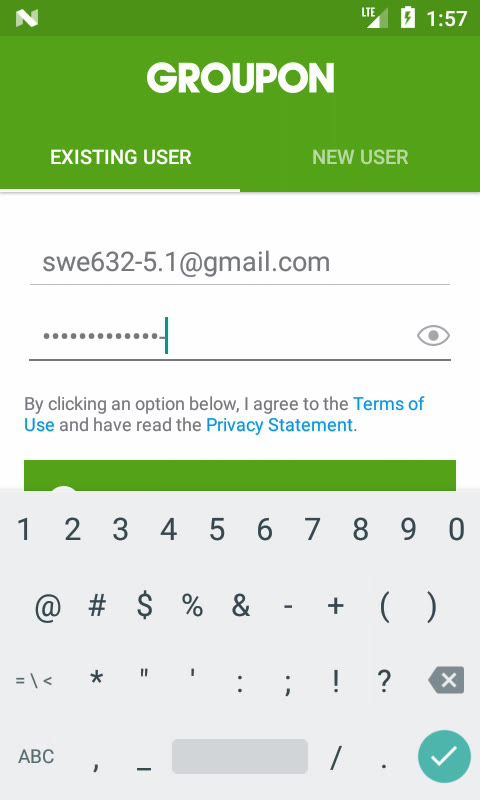 LTE 1:57
GROUPON
EXISTING USER NEW USER
swe632-5.1@gmail.com
•••••••••••••-
By clicking an option below, I agree to the Terms of
Use and have read the Privacy Statement.
1 2 3 4 5 6 7 8 9 0
@ # $ % & - + ( )
= \ < * " ' : ; ! ?
ABC , _ / .